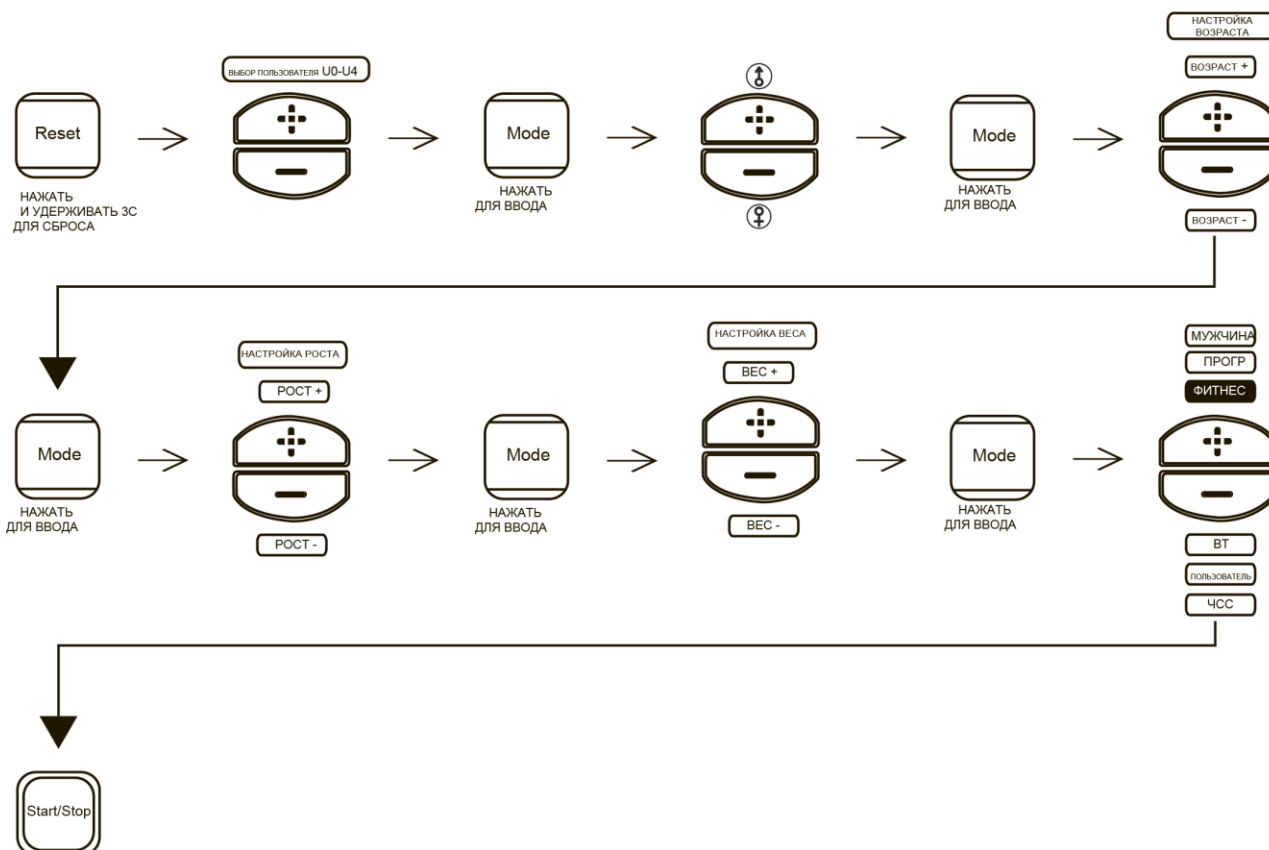 НАСТРОЙКА
ВОЗРАСТА
ВЫБОР ПОЛЬЗОВАТЕЛЯ U0-U4
ВОЗРАСТ +
Reset
Mode
Mode
НАЖАТЬ
И УДЕРЖИВАТЬ 3С
ДЛЯ СБРОСА
НАЖАТЬ
ДЛЯ ВВОДА
НАЖАТЬ
ДЛЯ ВВОДА
ВОЗРАСТ -
НАСТРОЙКА РОСТА
РОСТ +
НАСТРОЙКА ВЕСА
ВЕС +
МУЖЧИНА
ПРОГР
ФИТНЕС
Mode
Mode
Mode
НАЖАТЬ
ДЛЯ ВВОДА
РОСТ -
НАЖАТЬ
ДЛЯ ВВОДА
ВЕС -
НАЖАТЬ
ДЛЯ ВВОДА
ВТ
ПОЛЬЗОВАТЕЛЬ
ЧСС
Start/Stop